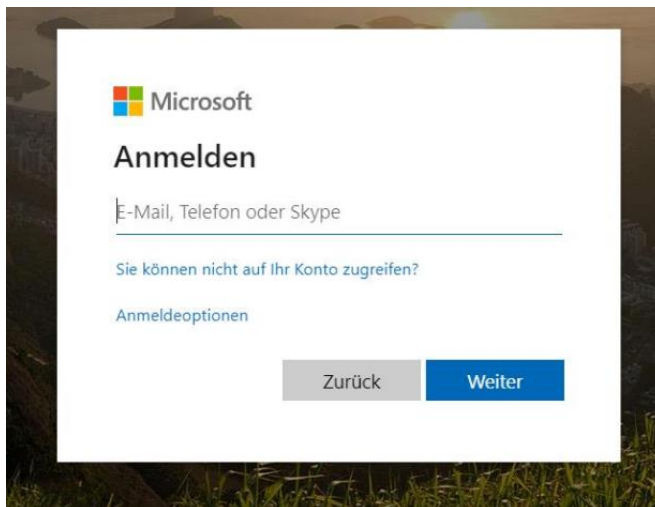 Microsoft
Anmelden
E-Mail, Telefon oder Skype
Sie können nicht auf Ihr Konto zugreifen?
Anmeldeoptionen
Zurück Weiter